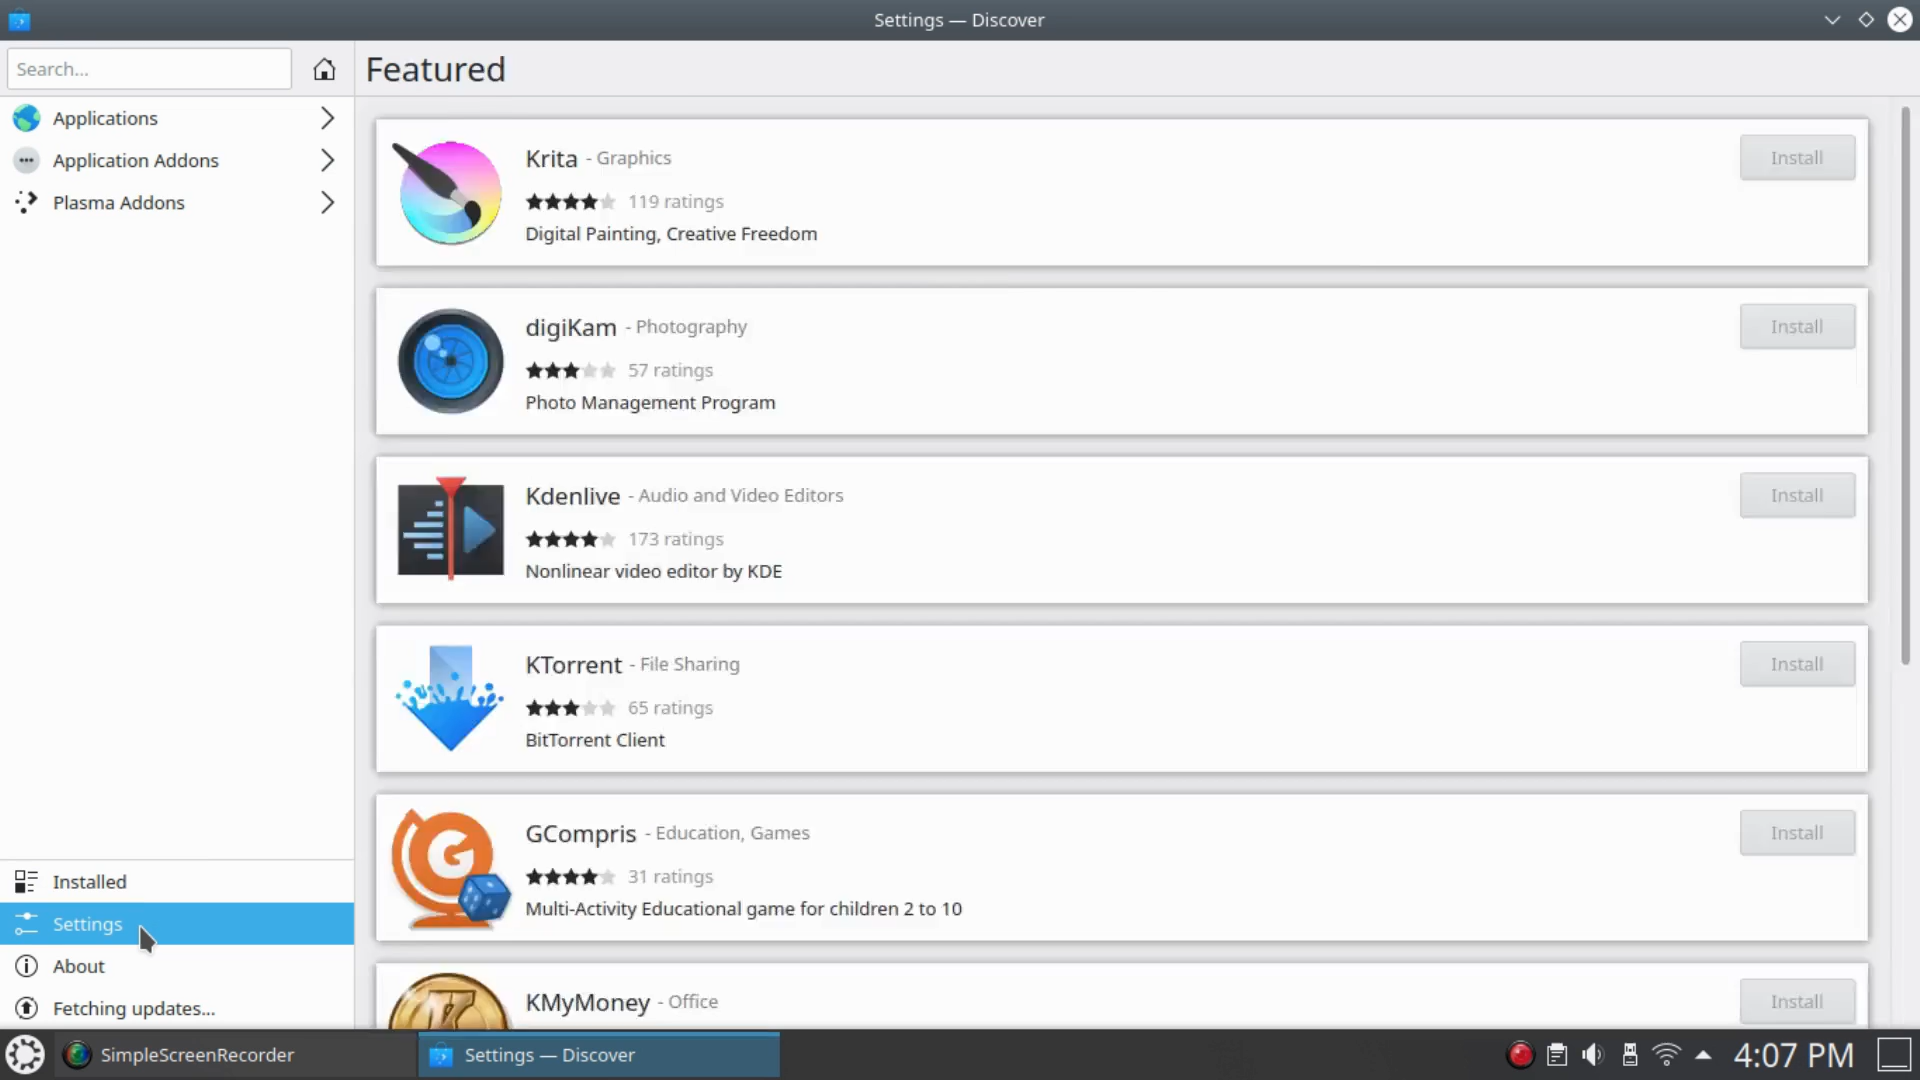 Settings — Discover
Search...
Featured
Applications
Application Addons
Plasma Addons
Krita - Graphics
Install
119 ratings
Digital Painting, Creative Freedom
digiKam - Photography
Install
57 ratings
Photo Management Program
Kdenlive - Audio and Video Editors
Install
173 ratings
Nonlinear video editor by KDE
KTorrent - File Sharing
Install
65 ratings
BitTorrent Client
GCompris - Education, Games
Install
31 ratings
Multi-Activity Educational game for children 2 to 10
KMyMoney - Office
Install
Installed
Settings
About
Fetching updates...
SimpleScreenRecorder
Settings — Discover
4:07 PM